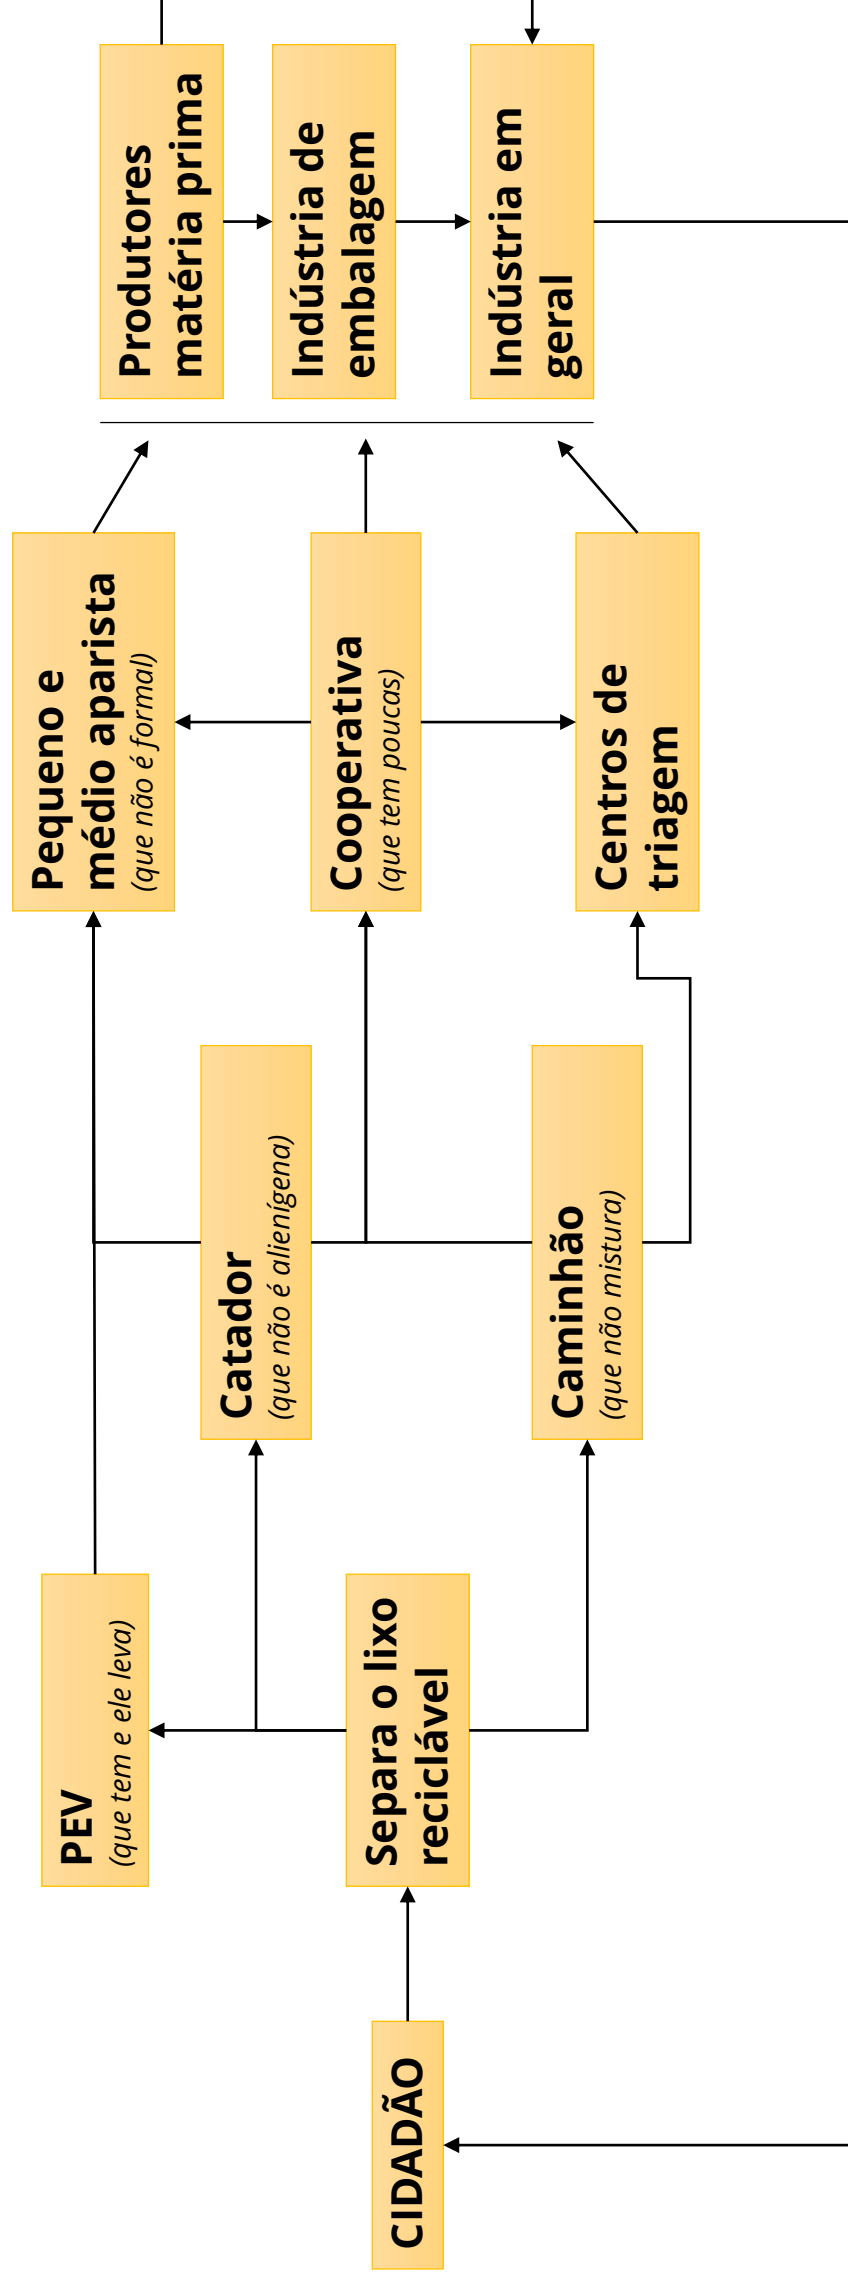 CIDADÃO
PEV
(que tem e ele leva)
Separa o lixo
reciclável
Catador
(que não é alienígena)
Caminhão
(que não mistura)
Pequeno e
médio aparista
(que não é formal)
Cooperativa
(que tem poucas)
Centros de
triagem
Produtores
matéria prima
Indústria de
embalagem
Indústria em
geral